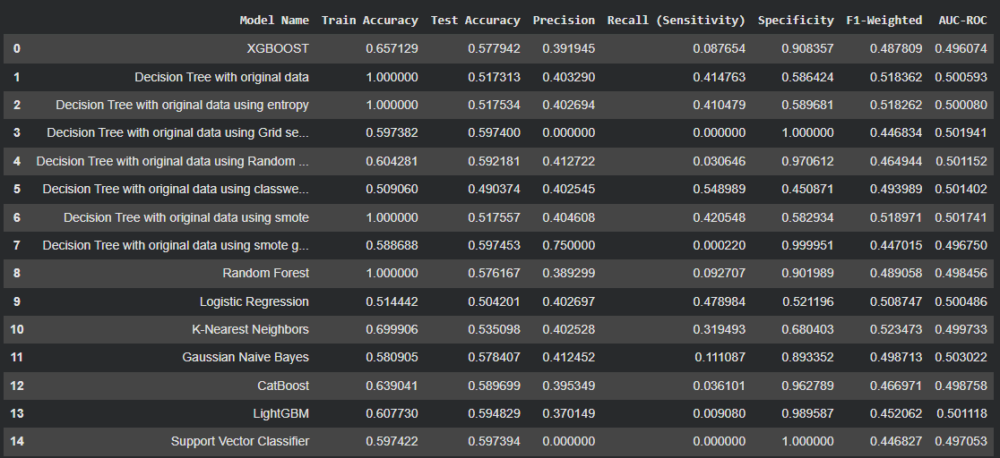 Model Name Train Accuracy Test Accuracy Precision Recall (Sensitivity) Specificity F1-Weighted AUC-ROC
0 XGBOOST 0.657129 0.577942 0.391945 0.087654 0.908357 0.487809 0.496074
1 Decision Tree with original data 1.000000 0.517313 0.403290 0.414763 0.586424 0.518362 0.500593
2 Decision Tree with original data using entropy 1.000000 0.517534 0.402694 0.410479 0.589681 0.518262 0.500080
3 Decision Tree with original data using Grid se... 0.597382 0.597400 0.000000 0.000000 1.000000 0.446834 0.501941
4 Decision Tree with original data using Random ... 0.604281 0.592181 0.412722 0.030646 0.970612 0.464944 0.501152
5 Decision Tree with original data using classwe... 0.509060 0.490374 0.402545 0.548989 0.450871 0.493989 0.501402
6 Decision Tree with original data using smote 1.000000 0.517557 0.404608 0.420548 0.582934 0.518971 0.501741
7 Decision Tree with original data using smote g... 0.588688 0.597453 0.750000 0.000220 0.999951 0.447015 0.496750
8 Random Forest 1.000000 0.576167 0.389299 0.092707 0.901989 0.489058 0.498456
9 Logistic Regression 0.514442 0.504201 0.402697 0.478984 0.521196 0.508747 0.500486
10 K-Nearest Neighbors 0.699906 0.535098 0.402528 0.319493 0.680403 0.523473 0.499733
11 Gaussian Naive Bayes 0.580905 0.578407 0.412452 0.111087 0.893352 0.498713 0.503022
12 CatBoost 0.639041 0.589699 0.395349 0.036101 0.962789 0.466971 0.498758
13 LightGBM 0.607730 0.594829 0.370149 0.009080 0.989587 0.452062 0.501118
14 Support Vector Classifier 0.597422 0.597394 0.000000 0.000000 1.000000 0.446827 0.497053